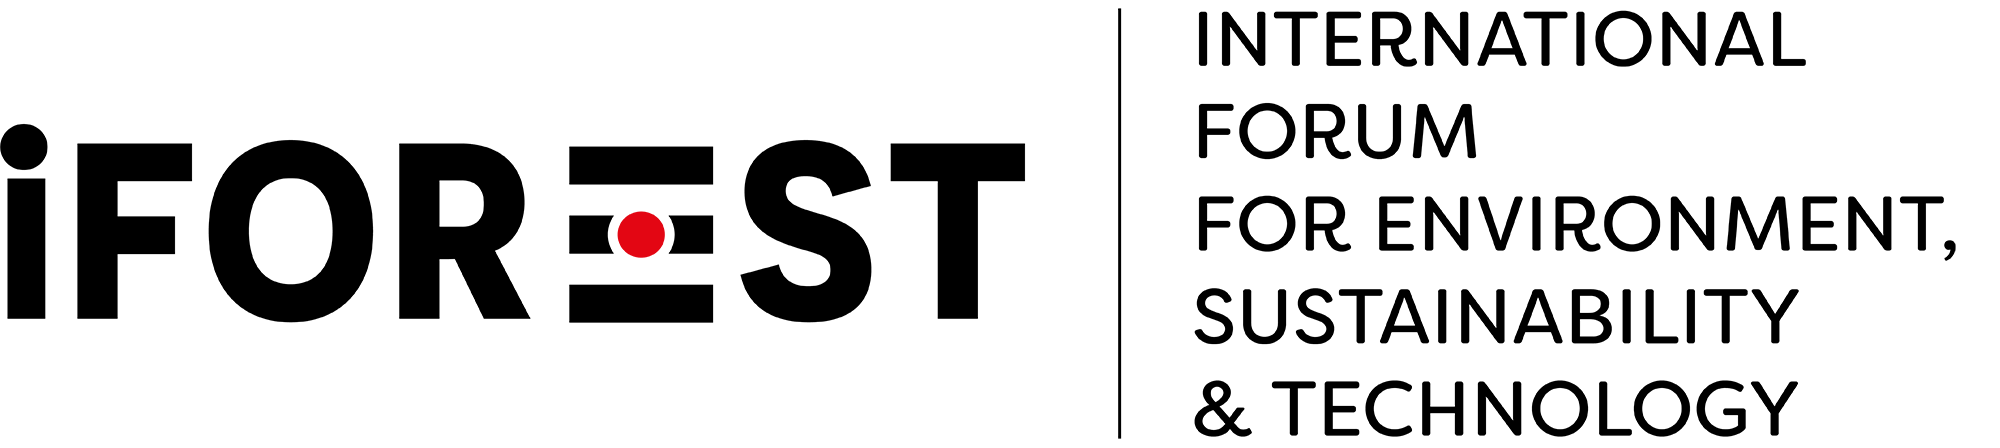 iFOREST
INTERNATIONAL
FORUM
FOR ENVIRONMENT,
SUSTAINABILITY
& TECHNOLOGY